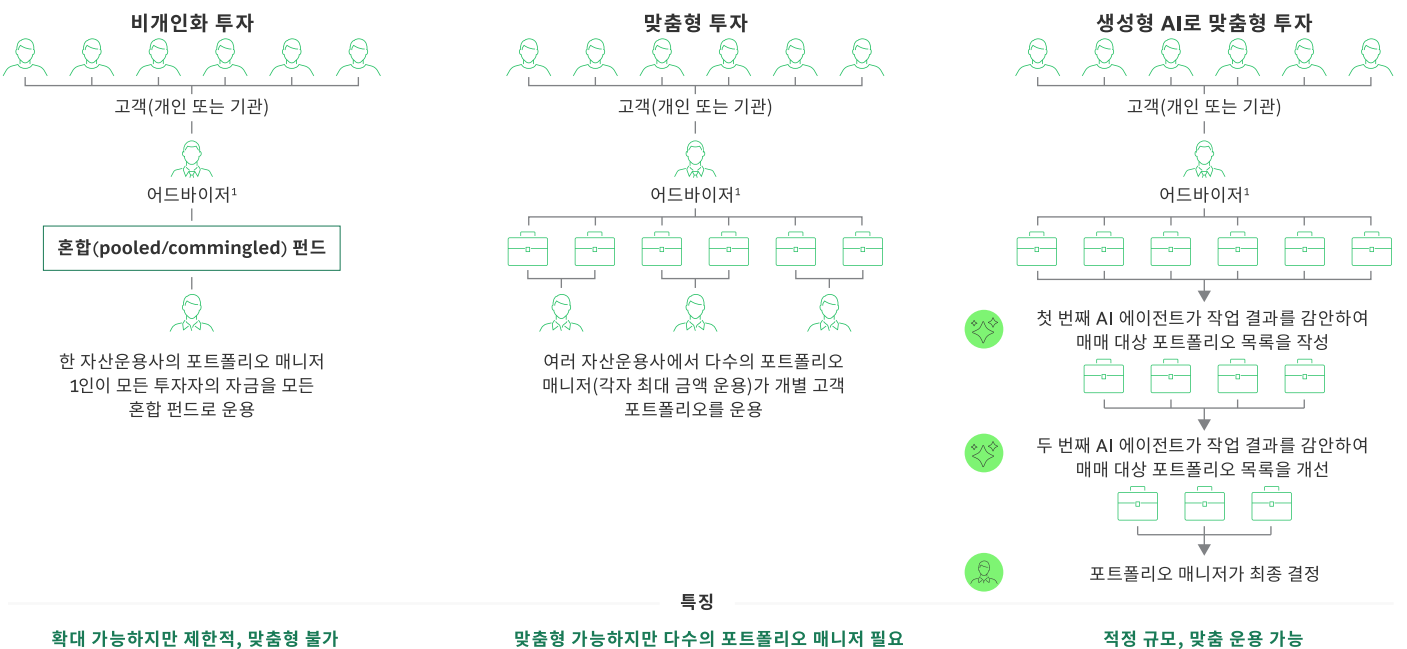 비개인화 투자
고객(개인 또는 기관)
어드바이저¹
혼합(pooled/commingled) 펀드
한 자산운용사의 포트폴리오 매니저
1인이 모든 투자자의 자금을 모든
혼합 펀드로 운용
맞춤형 투자
고객(개인 또는 기관)
어드바이저¹
여러 자산운용사에서 다수의 포트폴리오
매니저(각자 최대 금액 운용)가 개별 고객
포트폴리오를 운용
생성형 AI로 맞춤형 투자
고객(개인 또는 기관)
어드바이저¹
첫 번째 AI 에이전트가 작업 결과를 감안하여
매매 대상 포트폴리오 목록을 작성
두 번째 AI 에이전트가 작업 결과를 감안하여
매매 대상 포트폴리오 목록을 개선
포트폴리오 매니저가 최종 결정
특징
확대 가능하지만 제한적, 맞춤형 불가
맞춤형 가능하지만 다수의 포트폴리오 매니저 필요
적정 규모, 맞춤 운용 가능